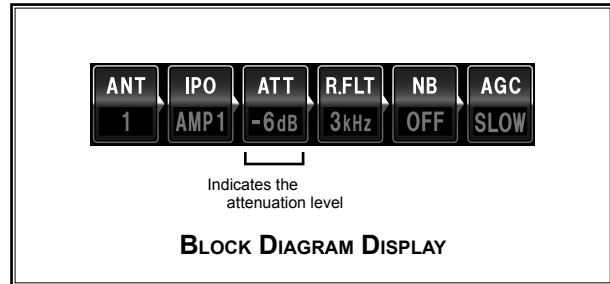 ANT IPO ATT R.FLT NB AGC
1 AMP1 -6dB 3kHz OFF SLOW
Indicates the
attenuation level
BLOCK DIAGRAM DISPLAY